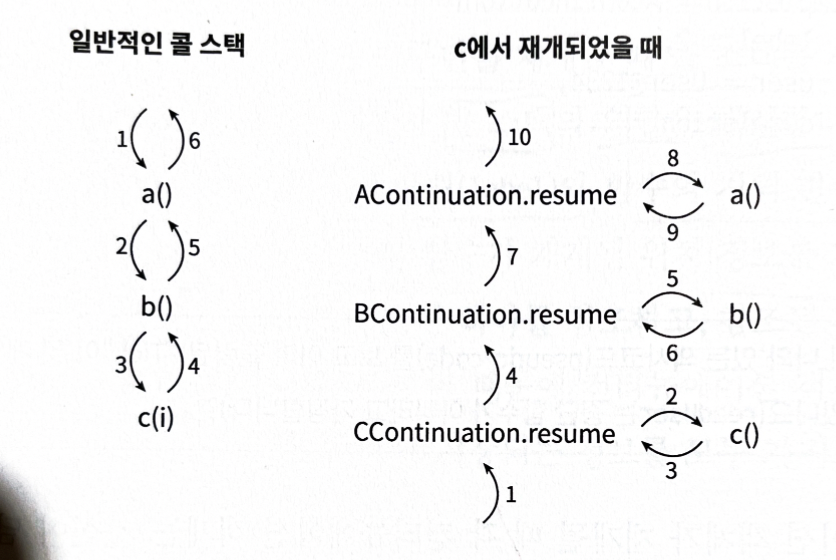 일반적인 콜 스택
1
6
a()
2
5
b()
3
4
c(i)
c에서 재개되었을 때
10
AContinuation.resume
8
9
a()
7
BContinuation.resume
5
6
b()
4
CContinuation.resume
2
3
c()
1